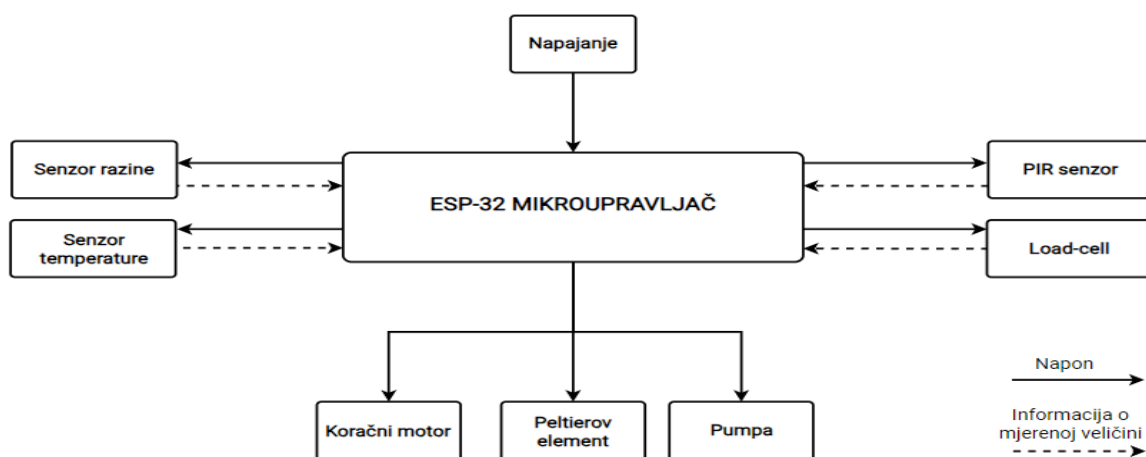 Napajanje
Senzor razine
PIR senzor
ESP-32 MIKROUPRAVLJAČ
Senzor
temperature
Load-cell
Napon
Informacija o
mjerenoj veličini
Koračni motor
Peltierov
element
Pumpa